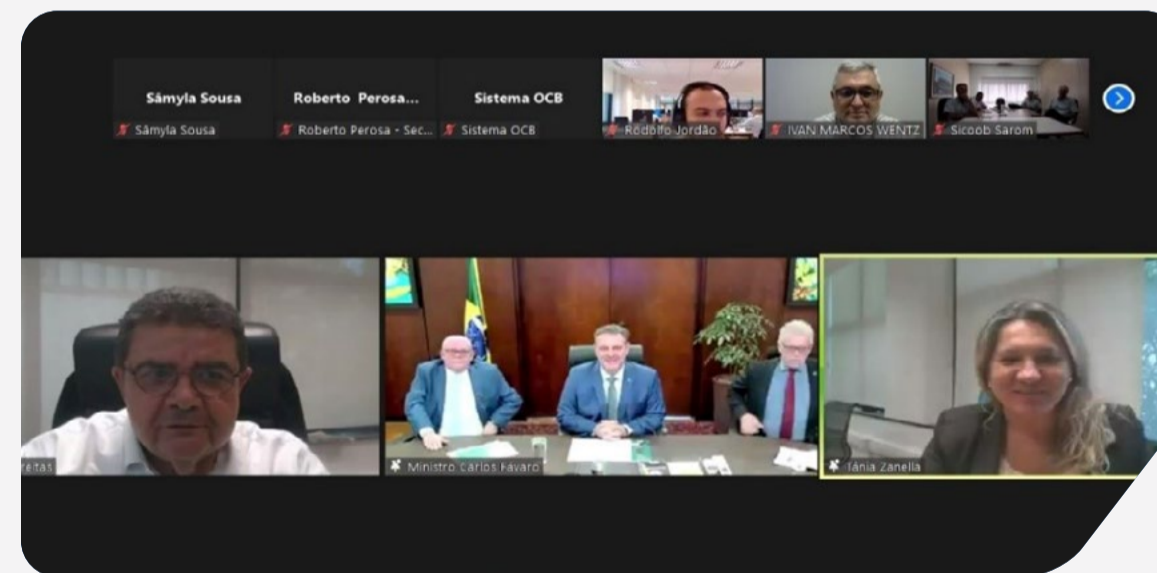 Sâmyla Sousa
Roberto Perosa...
Sistema OCB
Sâmyla Sousa
Roberto Perosa - Sec...
Sistema OCB
Rodolfo Jordão
IVAN MARCOS WENTZ
Sicoob Sarom
reitas
Ministro Carlos Favaro
Tânia Zanella